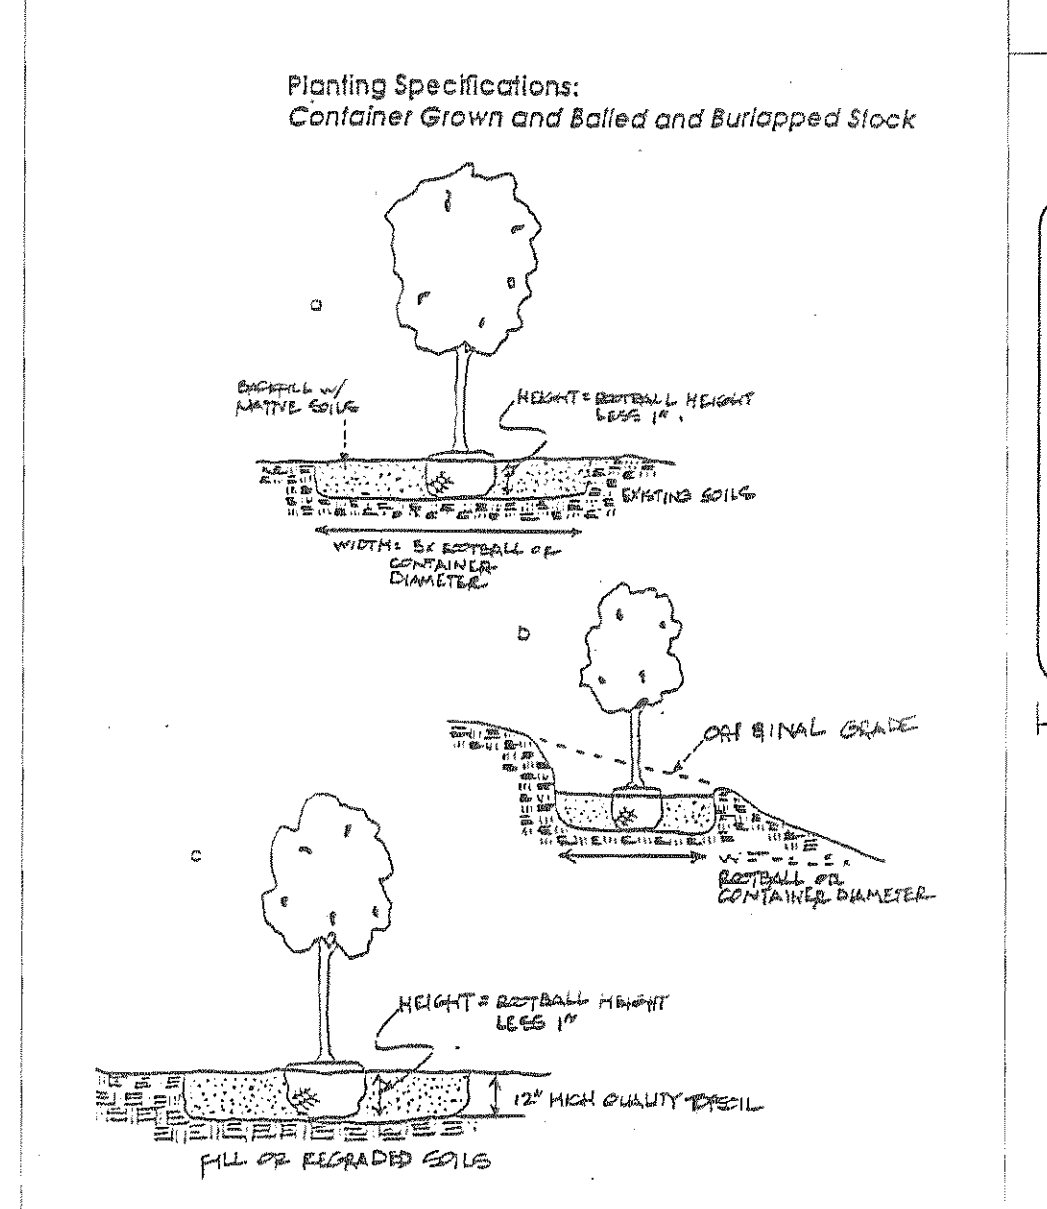 Planting Specifications:
Container Grown and Balled and Burlapped Stock
a
BACKFILL W/
NATIVE SOILS
HEIGHT = ROOTBALL HEIGHT
LESS 1".
EXISTING SOILS
WIDTH: 5X ROOTBALL OR
CONTAINER
DIAMETER
b
ORIGINAL GRADE
ROOTBALL OR
CONTAINER DIAMETER
c
HEIGHT = ROOTBALL HEIGHT
LESS 1"
12" HIGH QUALITY TOPSOIL
FILL OR REGRADED SOILS